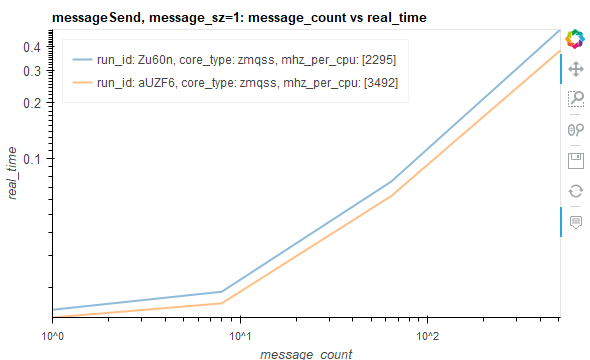 messageSend, message_sz=1: message_count vs real_time
run_id: Zu60n, core_type: zmqss, mhz_per_cpu: [2295]
run_id: aUZF6, core_type: zmqss, mhz_per_cpu: [3492]
0.4
0.3
0.2
0.1
real_time
10^0
10^1
10^2
message_count